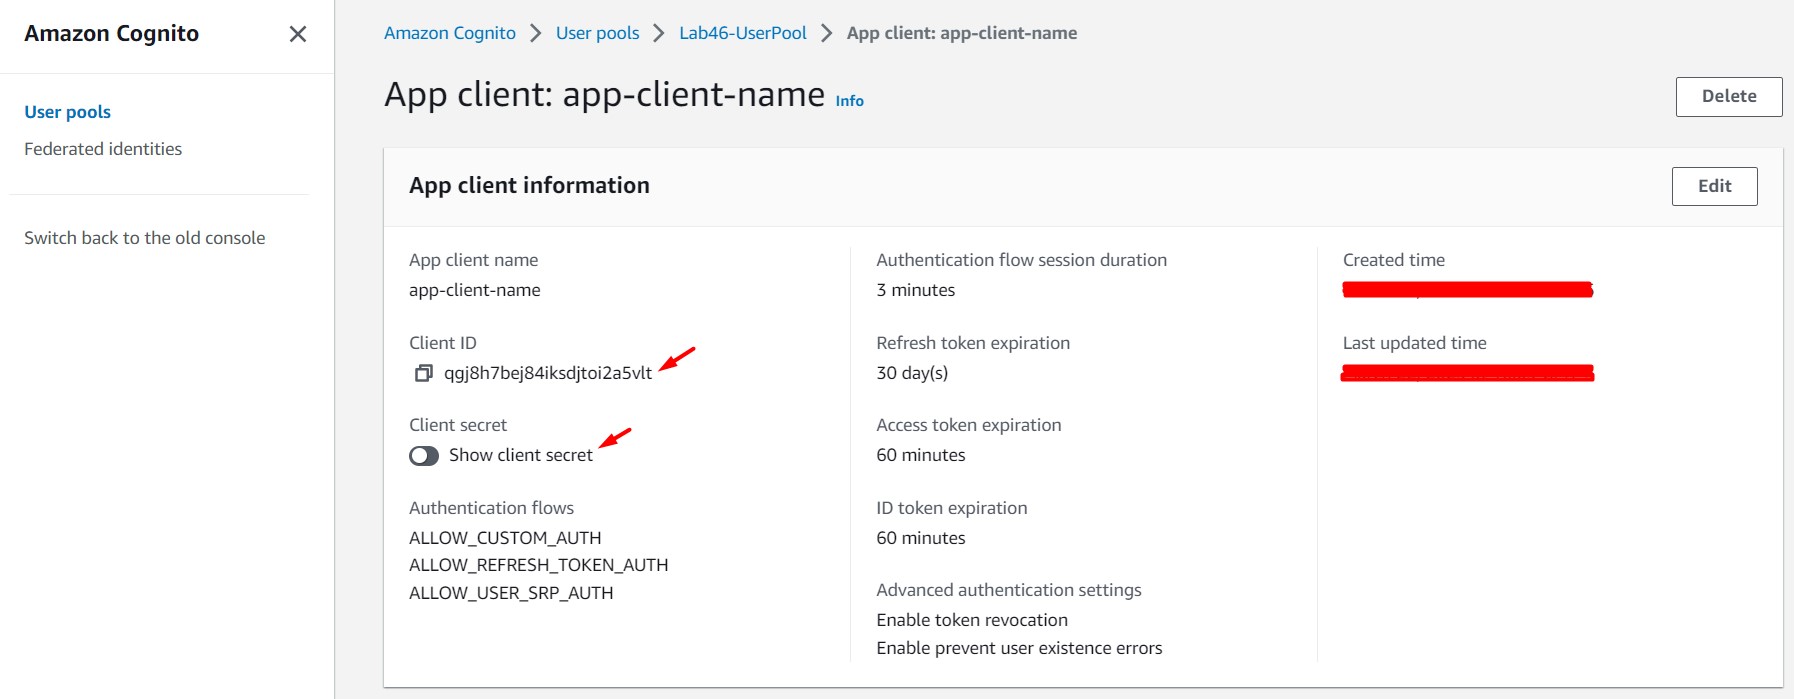 Amazon Cognito
User pools
Federated identities
Switch back to the old console
Amazon Cognito > User pools > Lab46-UserPool > App client: app-client-name
App client: app-client-name Info
Delete
App client information
Edit
App client name
app-client-name
Client ID
qgj8h7bej84iksdjtoi2a5vlt
Client secret
Show client secret
Authentication flows
ALLOW_CUSTOM_AUTH
ALLOW_REFRESH_TOKEN_AUTH
ALLOW_USER_SRP_AUTH
Authentication flow session duration
3 minutes
Refresh token expiration
30 day(s)
Access token expiration
60 minutes
ID token expiration
60 minutes
Advanced authentication settings
Enable token revocation
Enable prevent user existence errors
Created time
Last updated time